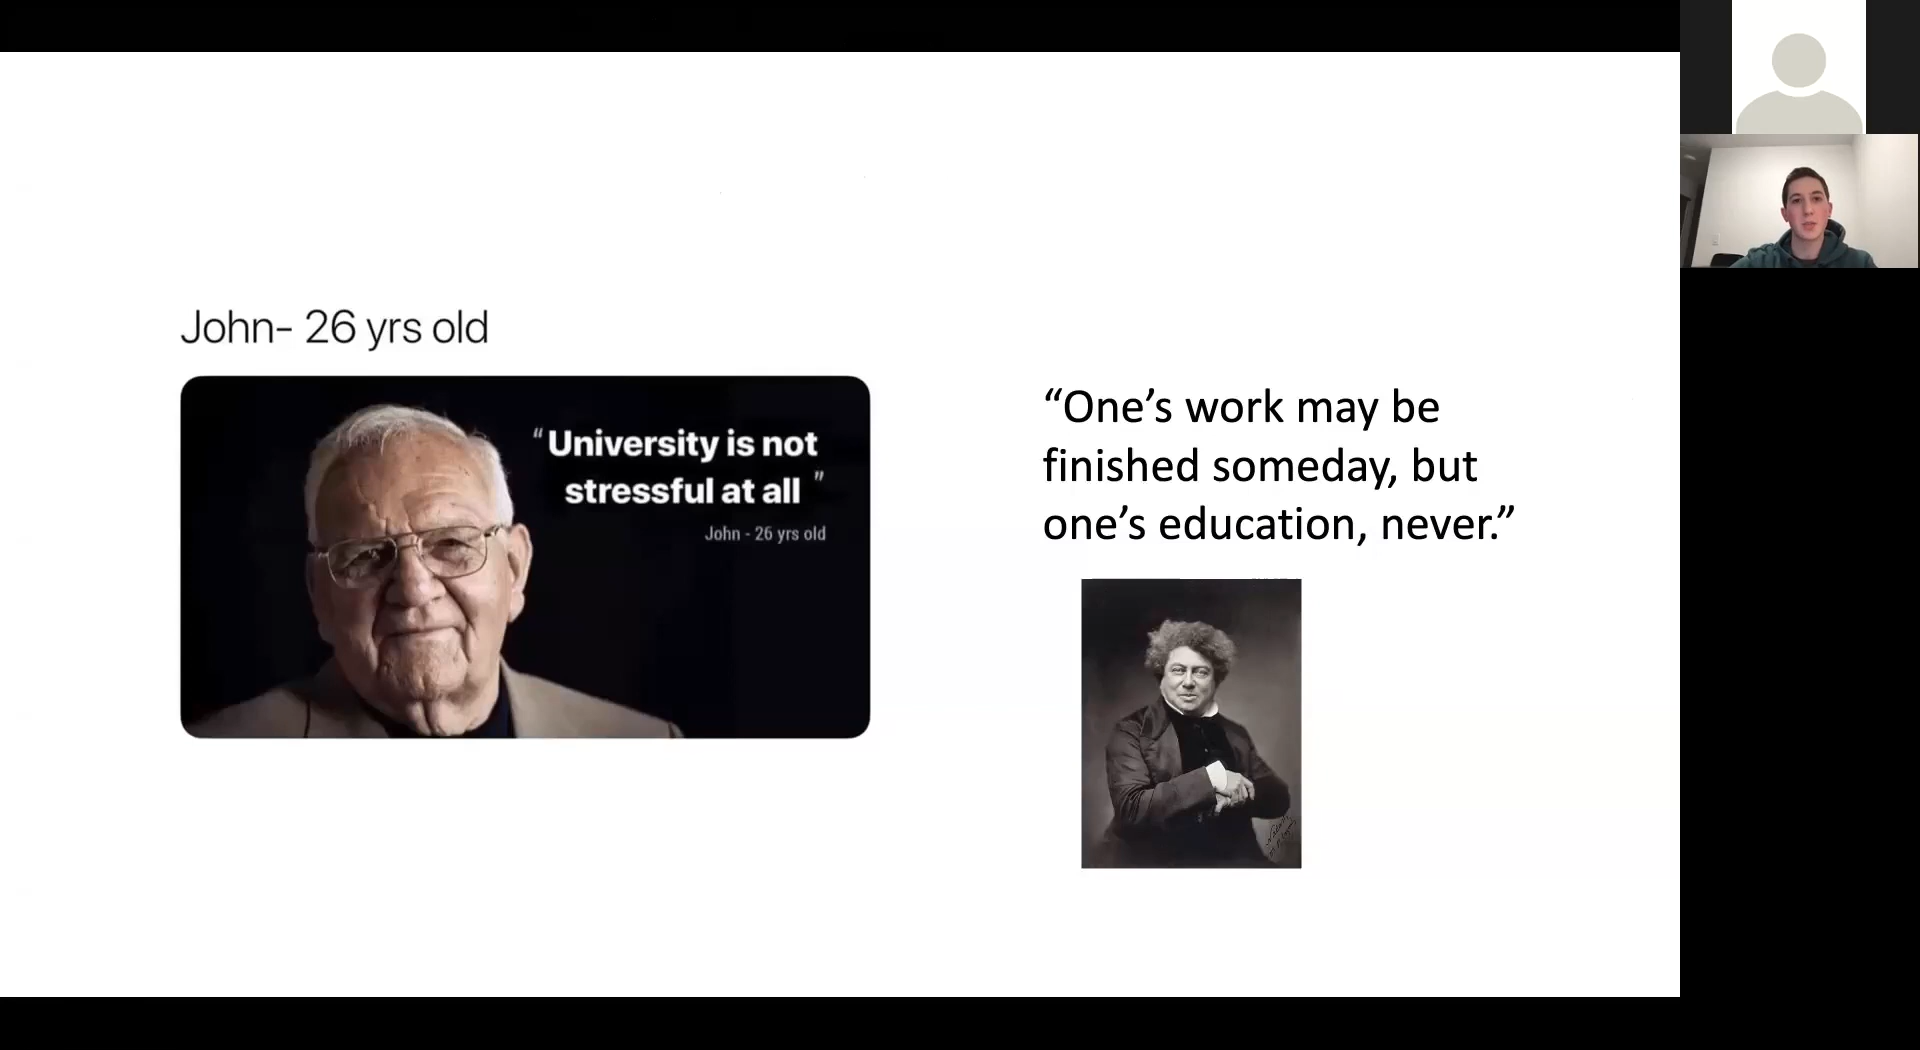 John- 26 yrs old
“University is not
stressful at all ”
John - 26 yrs old
“One’s work may be
finished someday, but
one’s education, never.”